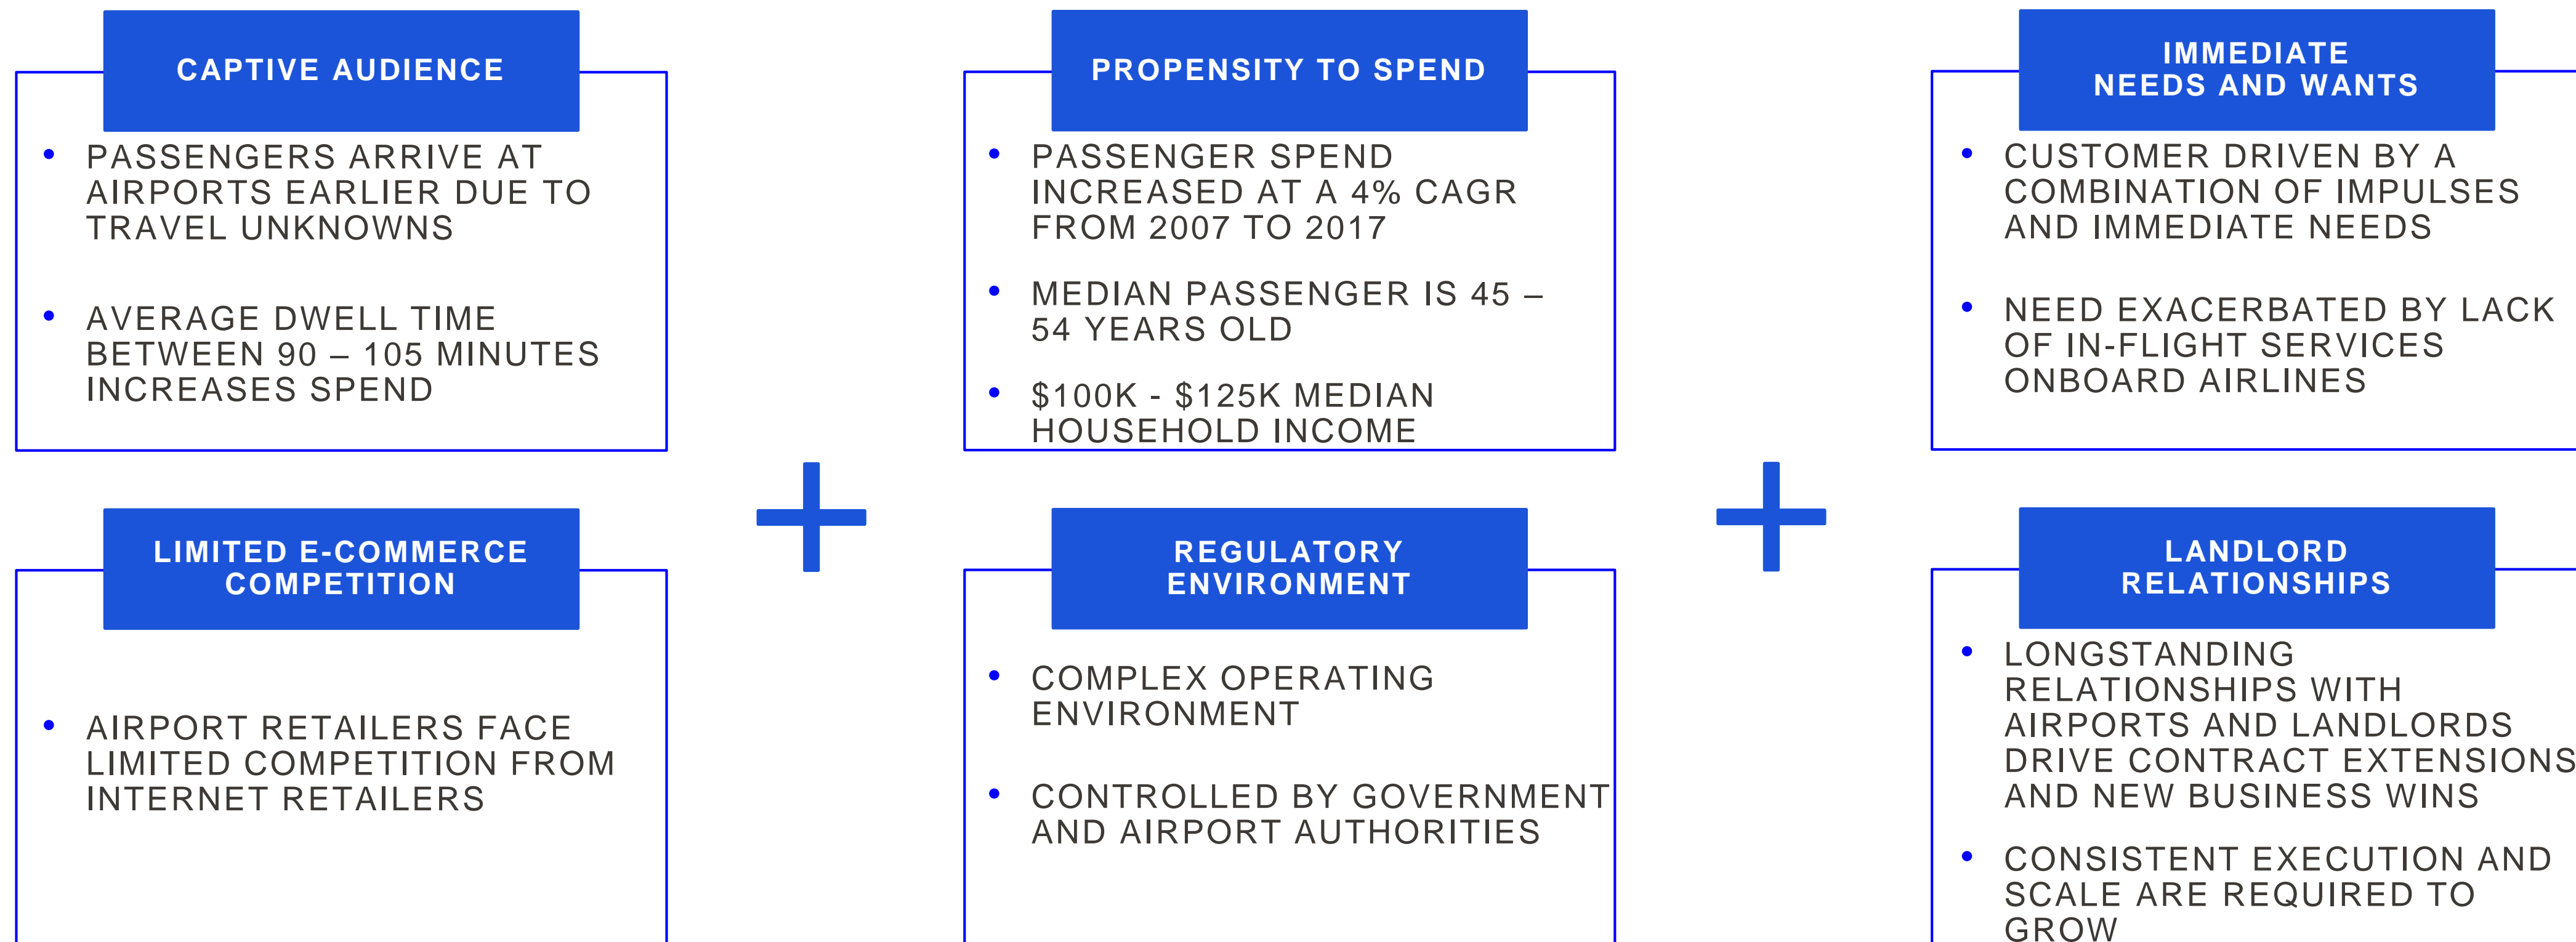 CAPTIVE AUDIENCE
• PASSENGERS ARRIVE AT
AIRPORTS EARLIER DUE TO
TRAVEL UNKNOWNS
• AVERAGE DWELL TIME
BETWEEN 90 – 105 MINUTES
INCREASES SPEND
PROPENSITY TO SPEND
• PASSENGER SPEND
INCREASED AT A 4% CAGR
FROM 2007 TO 2017
• MEDIAN PASSENGER IS 45 –
54 YEARS OLD
• $100K - $125K MEDIAN
HOUSEHOLD INCOME
IMMEDIATE
NEEDS AND WANTS
• CUSTOMER DRIVEN BY A
COMBINATION OF IMPULSES
AND IMMEDIATE NEEDS
• NEED EXACERBATED BY LACK
OF IN-FLIGHT SERVICES
ONBOARD AIRLINES
LIMITED E-COMMERCE
COMPETITION
• AIRPORT RETAILERS FACE
LIMITED COMPETITION FROM
INTERNET RETAILERS
REGULATORY
ENVIRONMENT
• COMPLEX OPERATING
ENVIRONMENT
• CONTROLLED BY GOVERNMENT
AND AIRPORT AUTHORITIES
LANDLORD
RELATIONSHIPS
• LONGSTANDING
RELATIONSHIPS WITH
AIRPORTS AND LANDLORDS
DRIVE CONTRACT EXTENSIONS
AND NEW BUSINESS WINS
• CONSISTENT EXECUTION AND
SCALE ARE REQUIRED TO
GROW